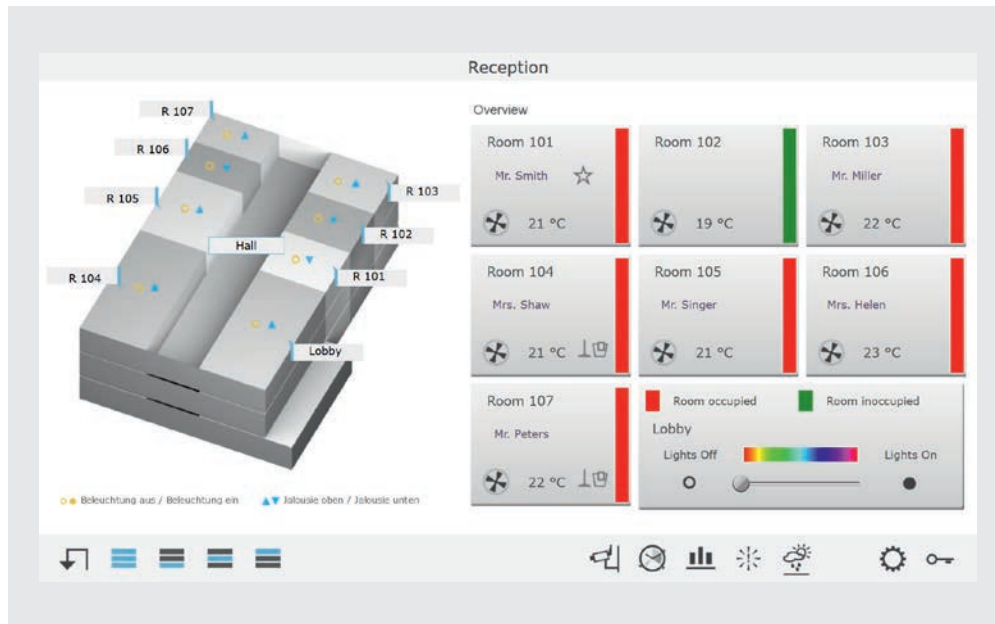 Reception
R 107
R 106
R 105
R 104
R 103
R 102
R 101
Hall
Lobby
Beleuchtung aus / Beleuchtung ein
Jalousie oben / Jalousie unten
Overview
Room 101
Mr. Smith
21 °C
Room 102
19 °C
Room 103
Mr. Miller
22 °C
Room 104
Mrs. Shaw
21 °C
Room 105
Mr. Singer
21 °C
Room 106
Mrs. Helen
23 °C
Room 107
Mr. Peters
22 °C
Room occupied
Room inoccupied
Lobby
Lights Off
Lights On